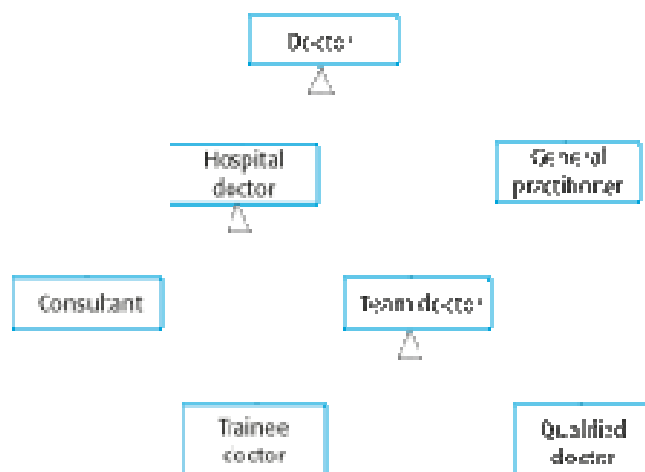 Doctor
Hospital
doctor
General
practitioner
Consultant
Team doctor
Trainee
doctor
Qualified
doctor